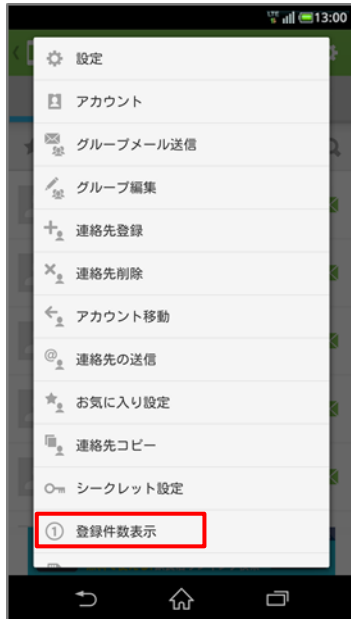 LTE 13:00
設定
アカウント
グループメール送信
グループ編集
連絡先登録
連絡先削除
アカウント移動
連絡先の送信
お気に入り設定
連絡先コピー
シークレット設定
① 登録件数表示